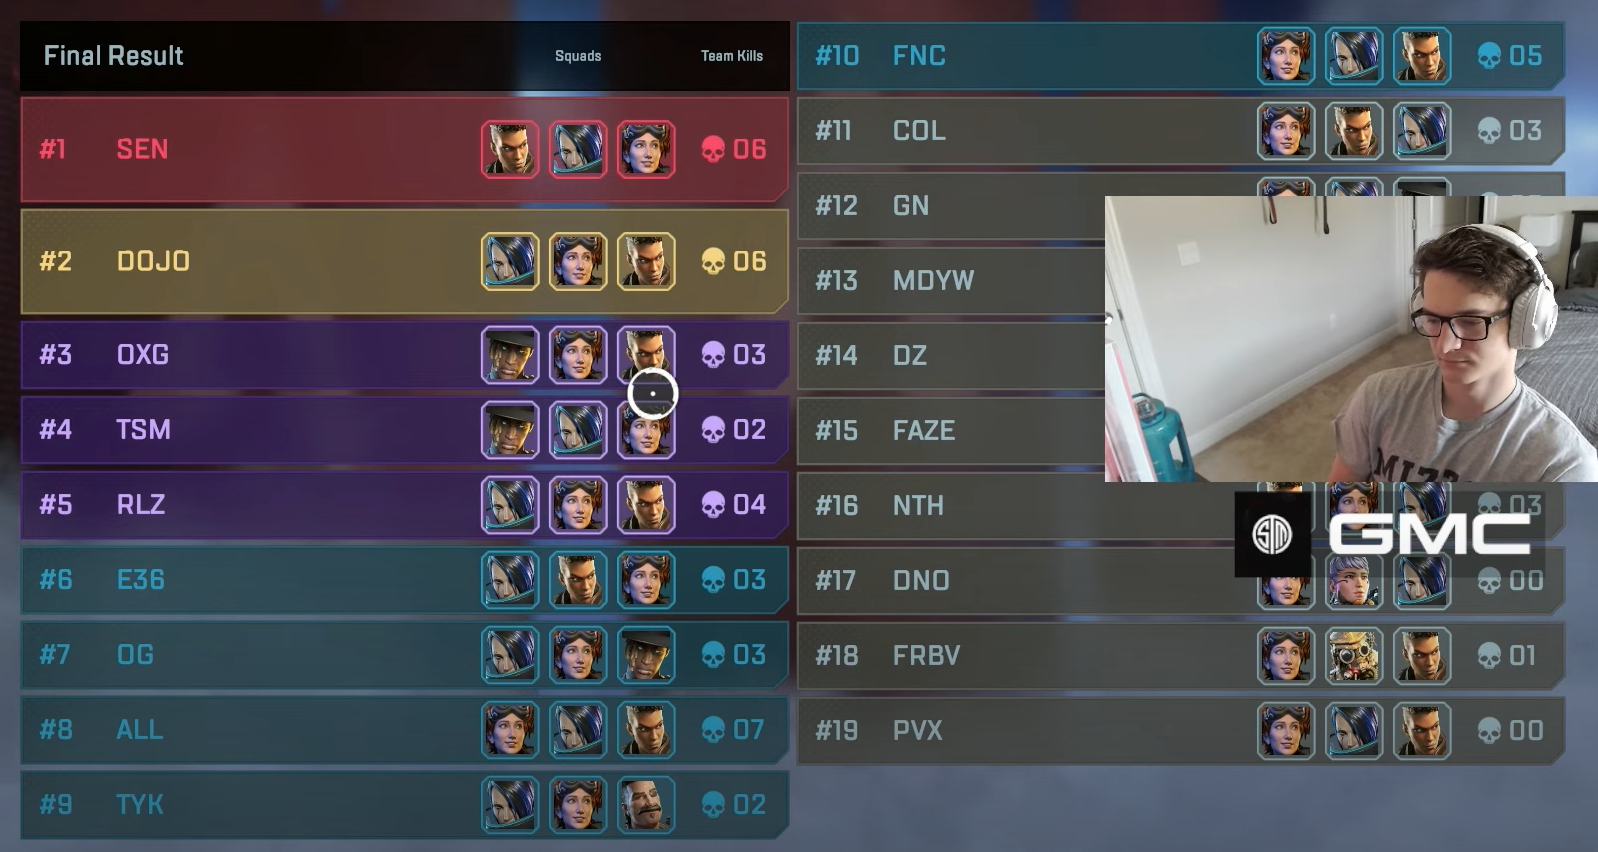 Final Result Squads Team Kills
#1 SEN 06
#2 DOJO 06
#3 OXG 03
#4 TSM 02
#5 RLZ 04
#6 E36 03
#7 OG 03
#8 ALL 07
#9 TYK 02
#10 FNC 05
#11 COL 03
#12 GN
#13 MDYW
#14 DZ
#15 FAZE
#16 NTH 03
#17 DNO 00
#18 FRBV 01
#19 PVX 00
MIZZ
TSM GMC